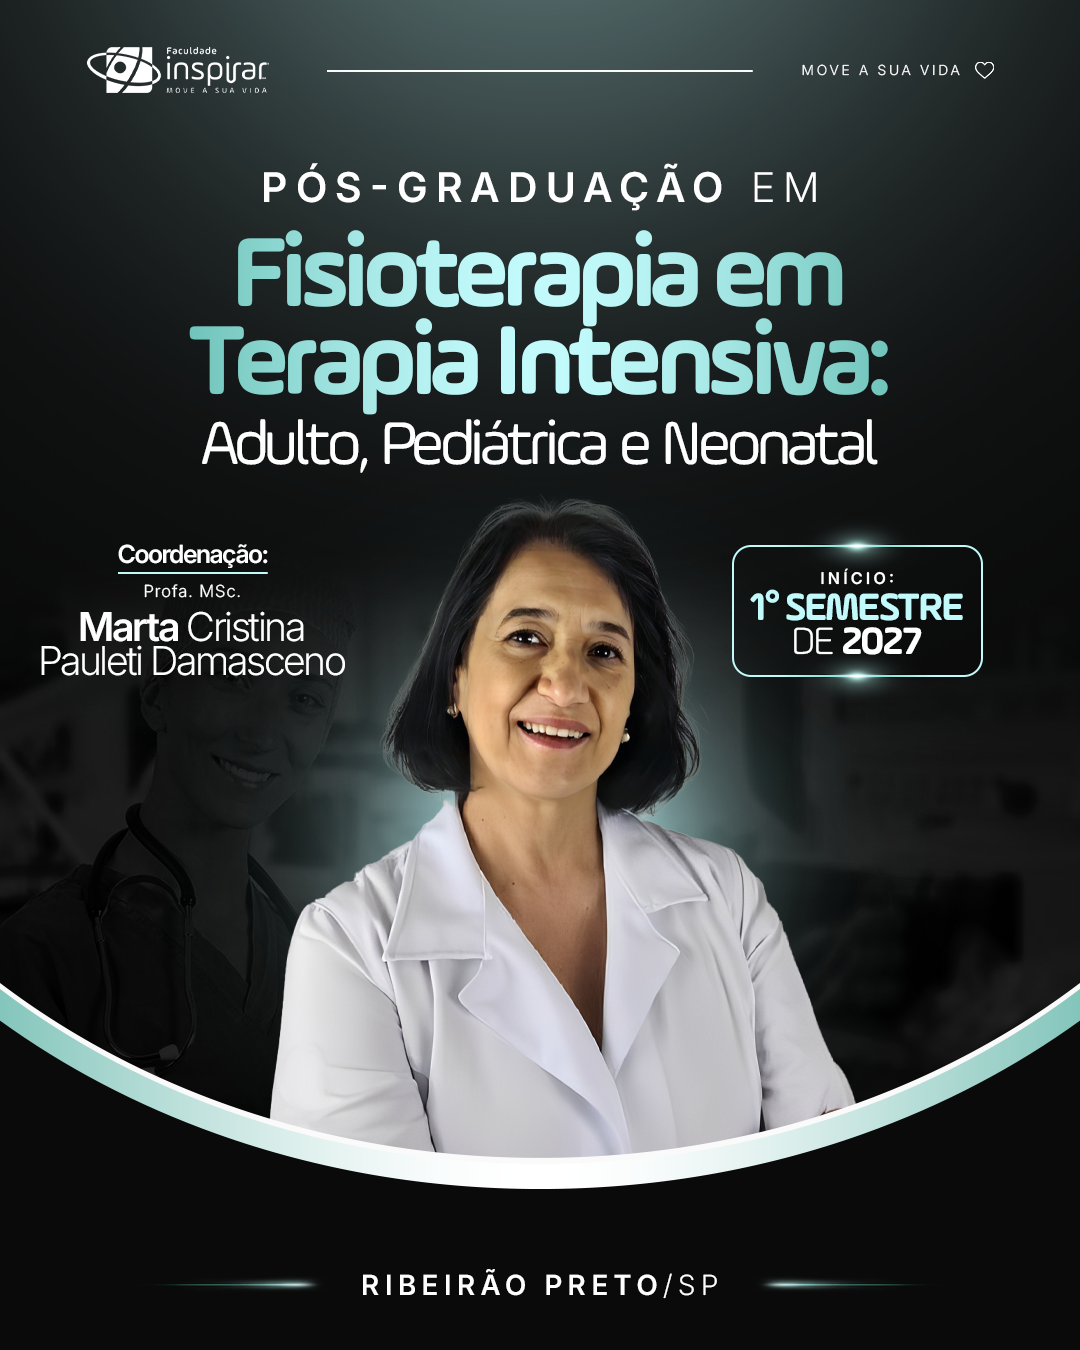 Faculdade
inspirar
MOVE A SUA VIDA
MOVE A SUA VIDA
PÓS-GRADUAÇÃO EM
Fisioterapia em
Terapia Intensiva:
Adulto, Pediátrica e Neonatal
Coordenação:
Profa. MSc.
Marta Cristina
Pauleti Damasceno
INÍCIO:
1º SEMESTRE
DE 2027
RIBEIRÃO PRETO/SP